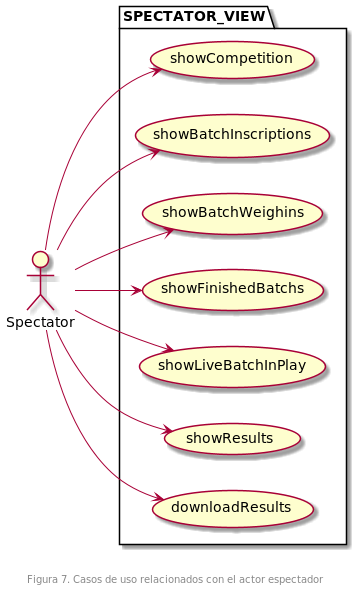 SPECTATOR_VIEW
showCompetition
showBatchInscriptions
showBatchWeighins
showFinishedBatchs
Spectator
showLiveBatchInPlay
showResults
downloadResults
Figura 7. Casos de uso relacionados con el actor espectador